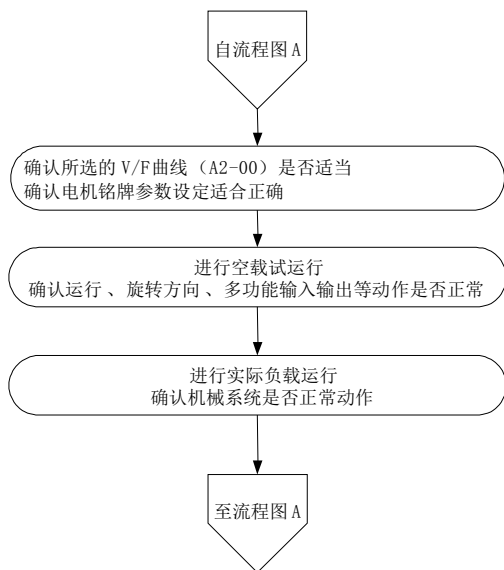 自流程图 A
确认所选的 V/F曲线（A2-00）是否适当
确认电机铭牌参数设定适合正确
进行空载试运行
确认运行、旋转方向、多功能输入输出等动作是否正常
进行实际负载运行
确认机械系统是否正常动作
至流程图 A